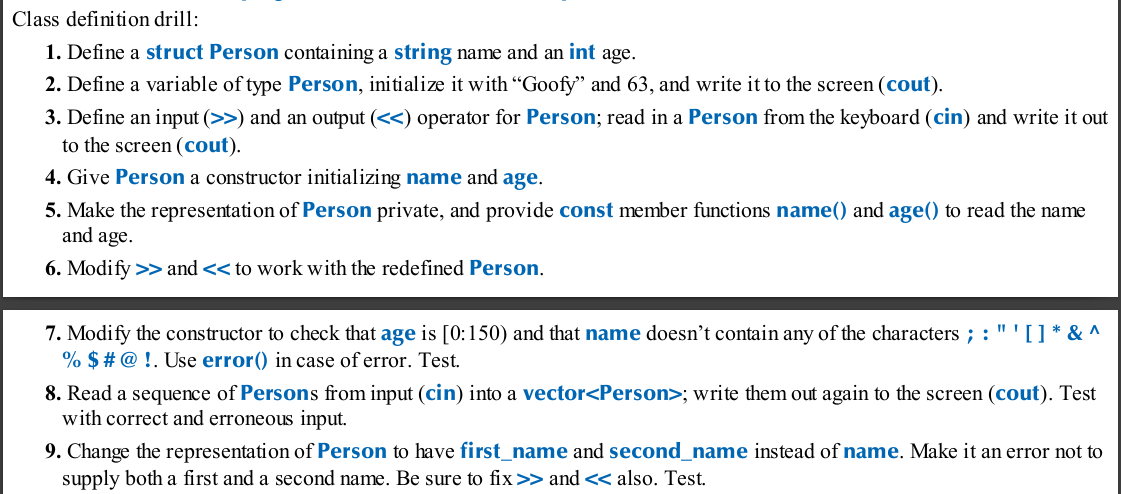 Class definition drill:
1. Define a struct Person containing a string name and an int age.
2. Define a variable of type Person, initialize it with “Goofy” and 63, and write it to the screen (cout).
3. Define an input (>>) and an output (<<) operator for Person; read in a Person from the keyboard (cin) and write it out
to the screen (cout).
4. Give Person a constructor initializing name and age.
5. Make the representation of Person private, and provide const member functions name() and age() to read the name
and age.
6. Modify >> and << to work with the redefined Person.
7. Modify the constructor to check that age is [0:150) and that name doesn’t contain any of the characters ; : " ' [ ] * & ^
% $ # @ !. Use error() in case of error. Test.
8. Read a sequence of Persons from input (cin) into a vector<Person>; write them out again to the screen (cout). Test
with correct and erroneous input.
9. Change the representation of Person to have first_name and second_name instead of name. Make it an error not to
supply both a first and a second name. Be sure to fix >> and << also. Test.